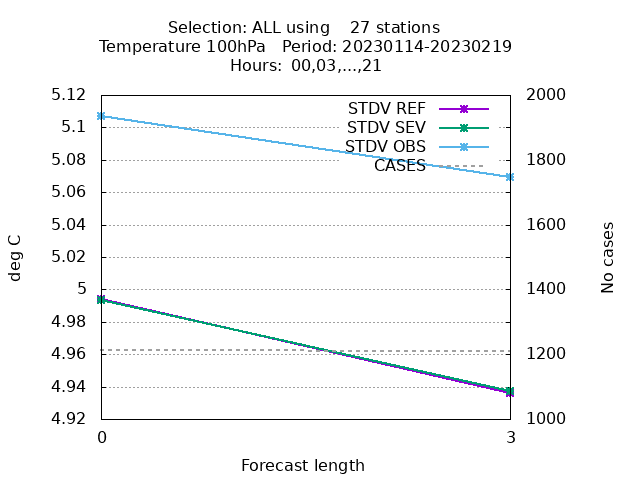 Selection: ALL using    27 stations
Temperature 100hPa   Period: 20230114-20230219
Hours:  00,03,...,21
5.12
5.1
5.08
5.06
5.04
5.02
5
4.98
4.96
4.94
4.92
deg C
STDV REF
STDV SEV
STDV OBS
CASES
2000
1800
1600
1400
1200
1000
No cases
0
3
Forecast length